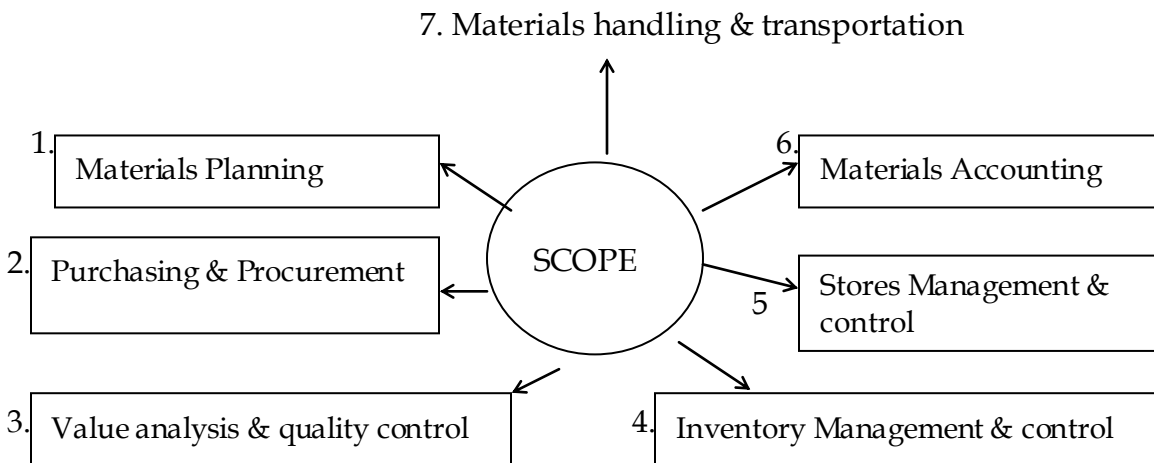 7. Materials handling & transportation
1.
Materials Planning
6.
Materials Accounting
2.
Purchasing & Procurement
SCOPE
5
Stores Management &
control
3.
Value analysis & quality control
4.
Inventory Management & control